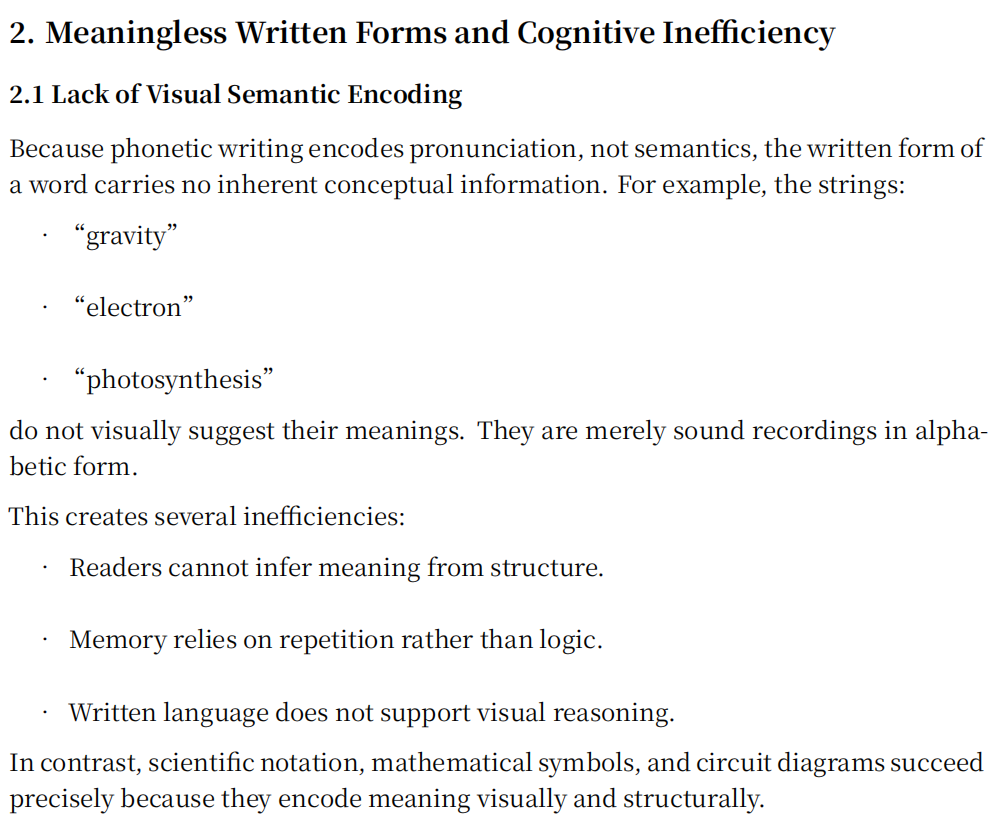 2. Meaningless Written Forms and Cognitive Inefficiency
2.1 Lack of Visual Semantic Encoding
Because phonetic writing encodes pronunciation, not semantics, the written form of
a word carries no inherent conceptual information. For example, the strings:
· “gravity”
· “electron”
· “photosynthesis”
do not visually suggest their meanings. They are merely sound recordings in alpha-
betic form.
This creates several inefficiencies:
· Readers cannot infer meaning from structure.
· Memory relies on repetition rather than logic.
· Written language does not support visual reasoning.
In contrast, scientific notation, mathematical symbols, and circuit diagrams succeed
precisely because they encode meaning visually and structurally.